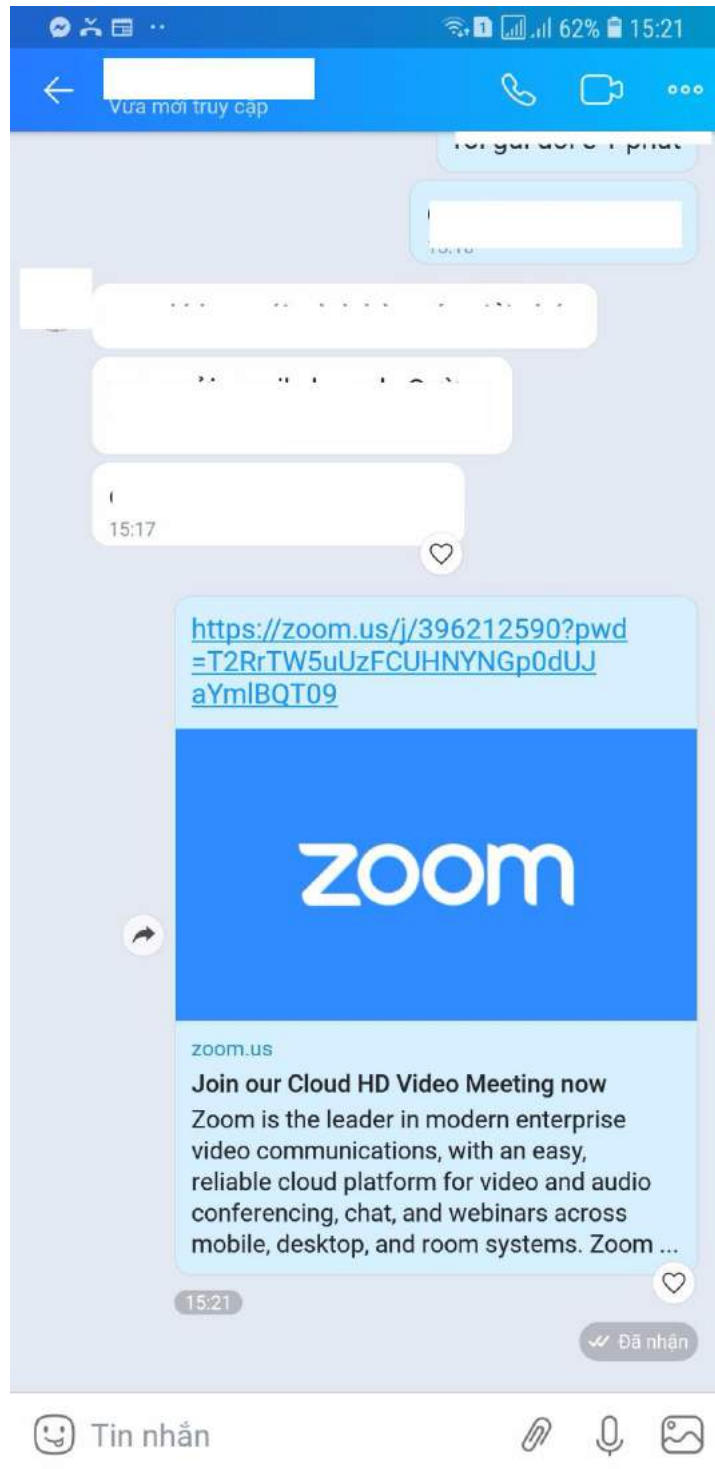 62% 15:21
Vừa mới truy cập
15:17
https://zoom.us/j/396212590?pwd
=T2RrTW5uUzFCUHNYNGp0dUJ
aYmlBQT09
zoom
zoom.us
Join our Cloud HD Video Meeting now
Zoom is the leader in modern enterprise
video communications, with an easy,
reliable cloud platform for video and audio
conferencing, chat, and webinars across
mobile, desktop, and room systems. Zoom ...
15:21
Đã nhận
Tin nhắn